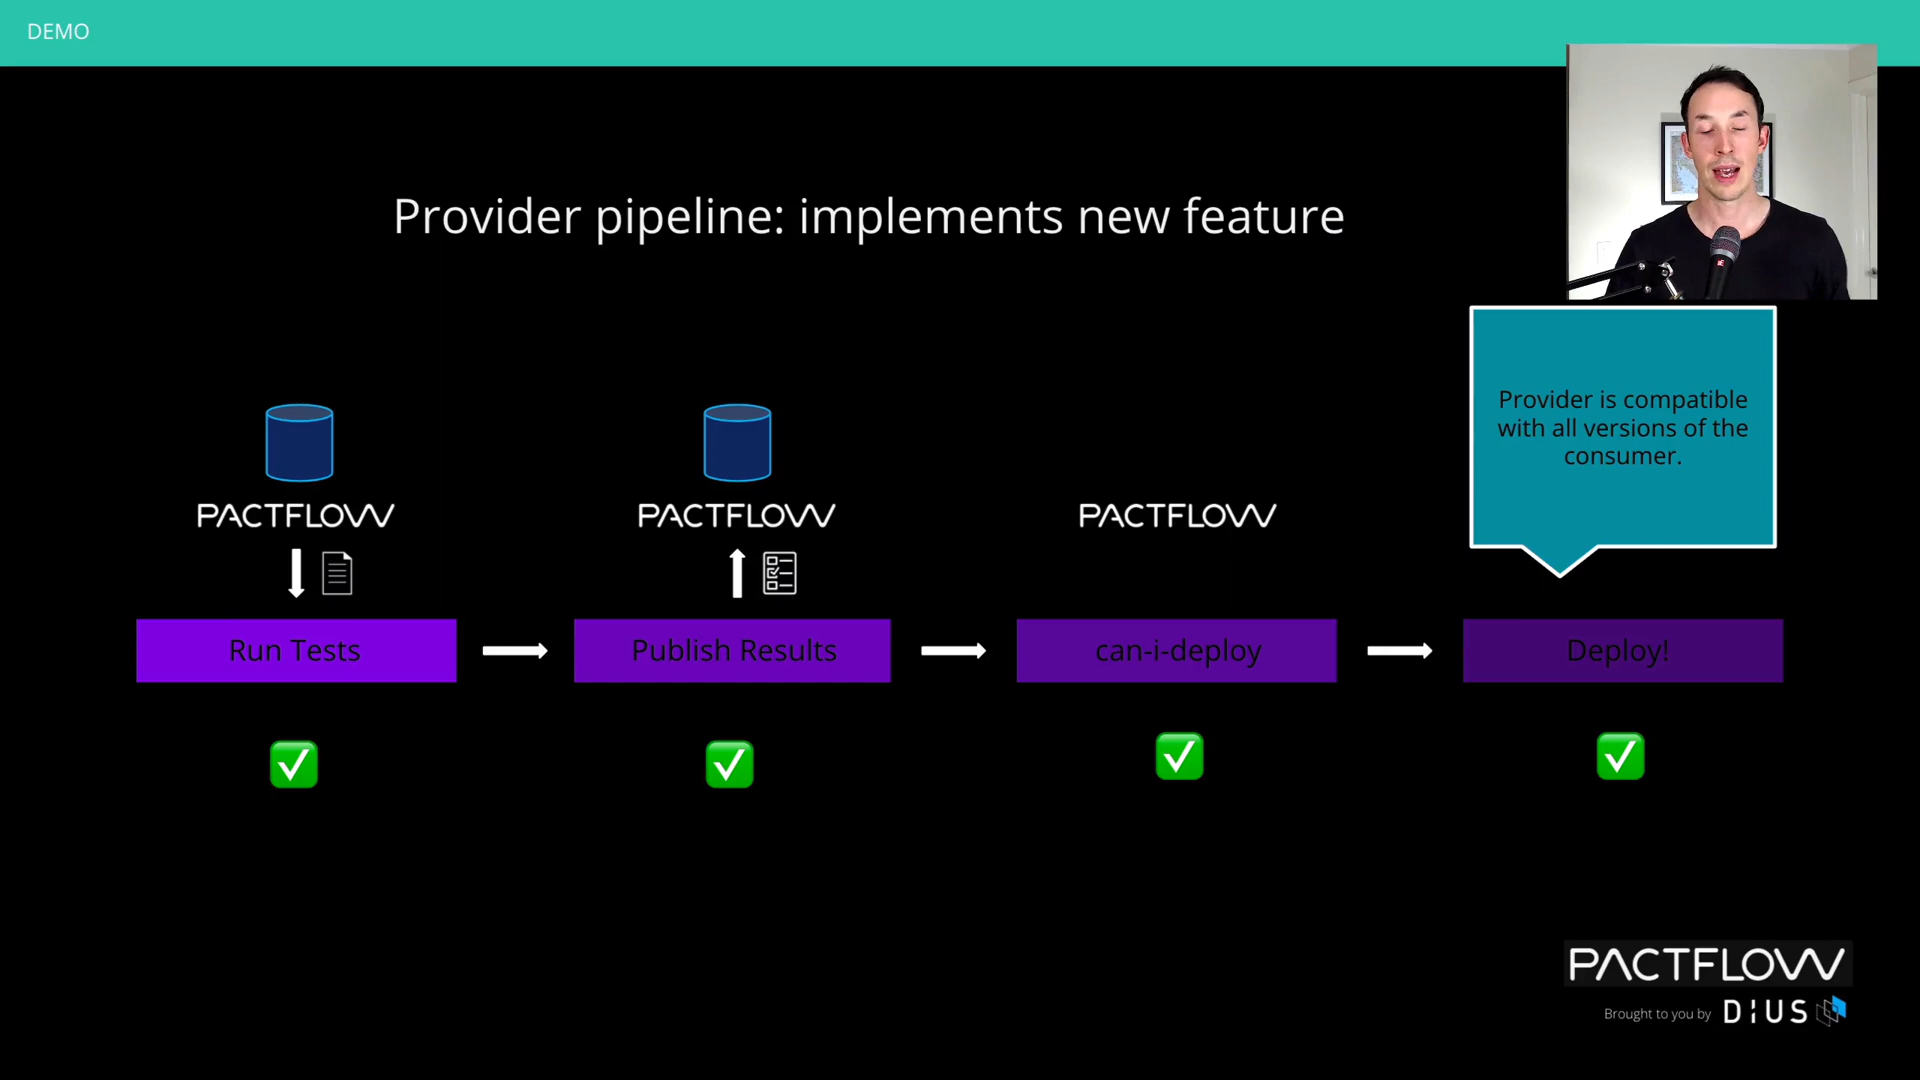 DEMO
Provider pipeline: implements new feature
Provider is compatible
with all versions of the
consumer.
PACTFLOW
PACTFLOW
PACTFLOW
Run Tests
Publish Results
can-i-deploy
Deploy!
PACTFLOW
Brought to you by DiUS